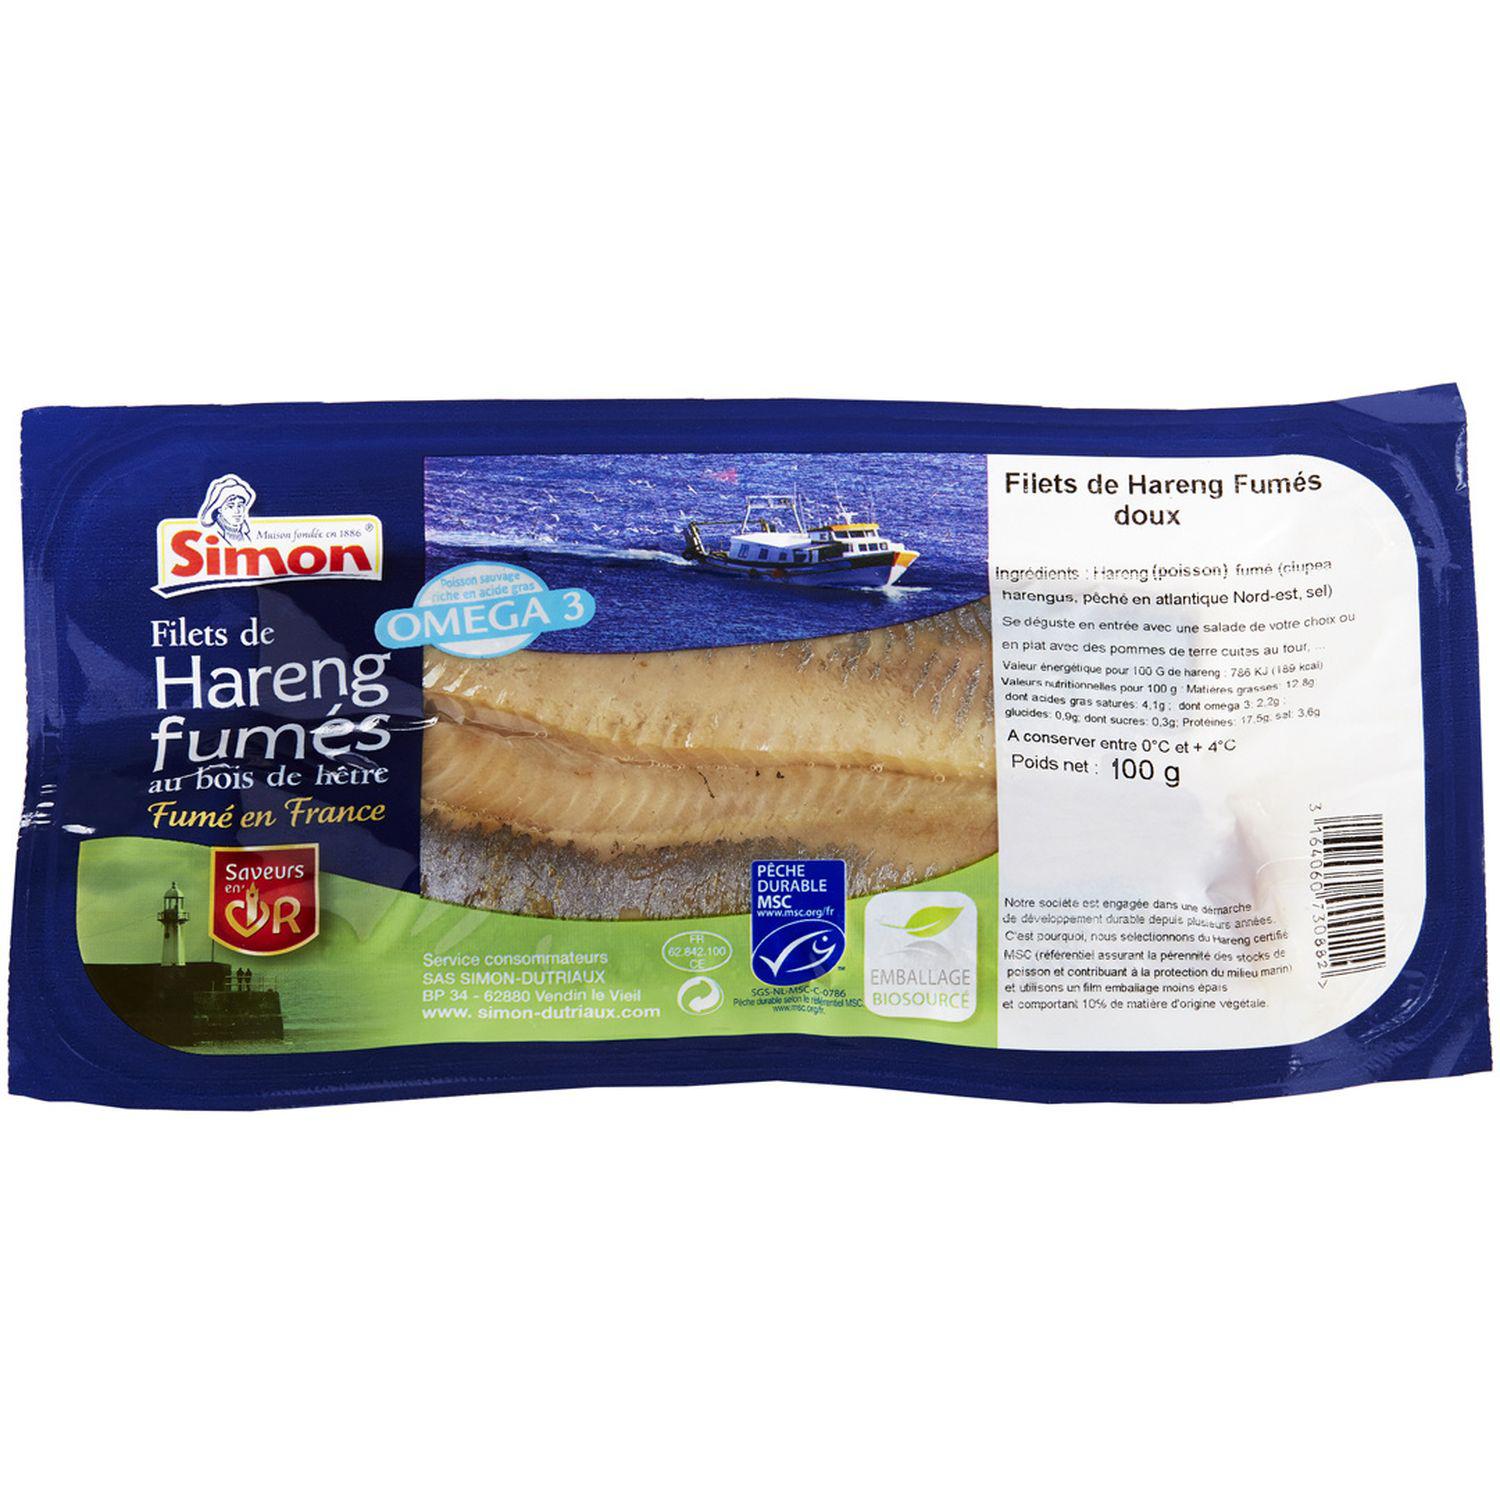 Maison fondée en 1886
Simon
Filets de
Hareng
fumés
au bois de hêtre
Fumé en France
Saveurs
en
OR
Poisson sauvage
riche en acide gras
OMEGA 3
Service consommateurs
SAS SIMON-DUTRIAUX
BP 34 - 62880 Vendin le Vieil
www. simon-dutriaux.com
FR
62.842.100
CE
PÊCHE
DURABLE
MSC
www.msc.org/fr
TM
SGS-NL-MSC-C-0786
Pêche durable selon le référentiel MSC.
www.msc.org/fr.
EMBALLAGE
BIOSOURCÉ
Filets de Hareng Fumés
doux
Ingrédients : Hareng (poisson) fumé (clupea
harengus, pêché en atlantique Nord-est, sel)
Se déguste en entrée avec une salade de votre choix ou
en plat avec des pommes de terre cuites au four, ...
Valeur énergétique pour 100 G de hareng : 786 KJ (189 kcal)
Valeurs nutritionnelles pour 100 g : Matières grasses: 12.8g
dont acides gras saturés: 4,1g ; dont omega 3: 2,2g ;
glucides: 0,9g; dont sucres: 0,3g; Protéines: 17,5g. sel: 3,6g
A conserver entre 0°C et + 4°C
Poids net : 100 g
3 164060 730882 >
Notre société est engagée dans une démarche
de développement durable depuis plusieurs années.
C'est pourquoi, nous sélectionnons du Hareng certifié
MSC (référentiel assurant la pérennité des stocks de
poisson et contribuant à la protection du milieu marin)
et utilisons un film emballage moins épais
et comportant 10% de matière d'origine végétale.